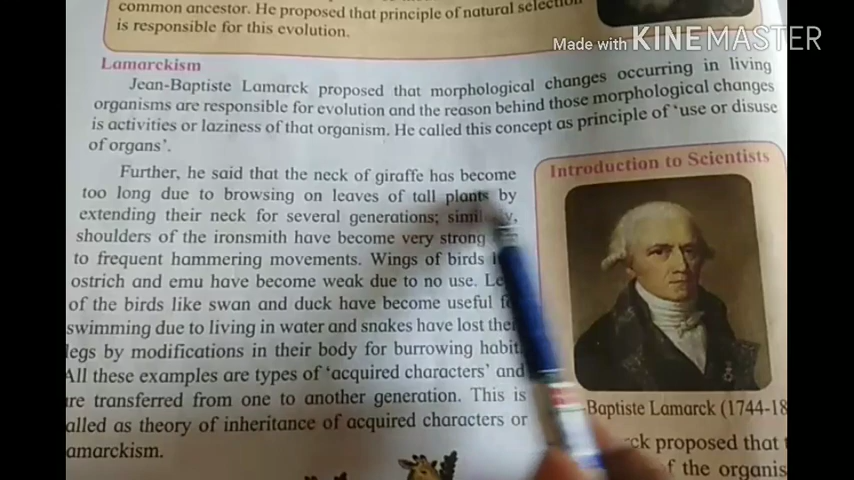 common ancestor. He proposed that principle of natural selection
is responsible for this evolution.
Made with KINEMASTER
Lamarckism
Jean-Baptiste Lamarck proposed that morphological changes occurring in living
organisms are responsible for evolution and the reason behind those morphological changes
is activities or laziness of that organism. He called this concept as principle of 'use or disuse
of organs'.
Further, he said that the neck of giraffe has become
too long due to browsing on leaves of tall plants by
extending their neck for several generations;
shoulders of the ironsmith have become very strong
to frequent hammering movements. Wings of birds
ostrich and emu have become weak due to no use.
of the birds like swan and duck have become useful
swimming due to living in water and snakes have lost
legs by modifications in their body for burrowing habit.
All these examples are types of 'acquired characters' and
are transferred from one to another generation. This is
alled as theory of inheritance of acquired characters or
amarckism.
Introduction to Scientists
-Baptiste Lamarck (1744-18
rck proposed that
of the organis